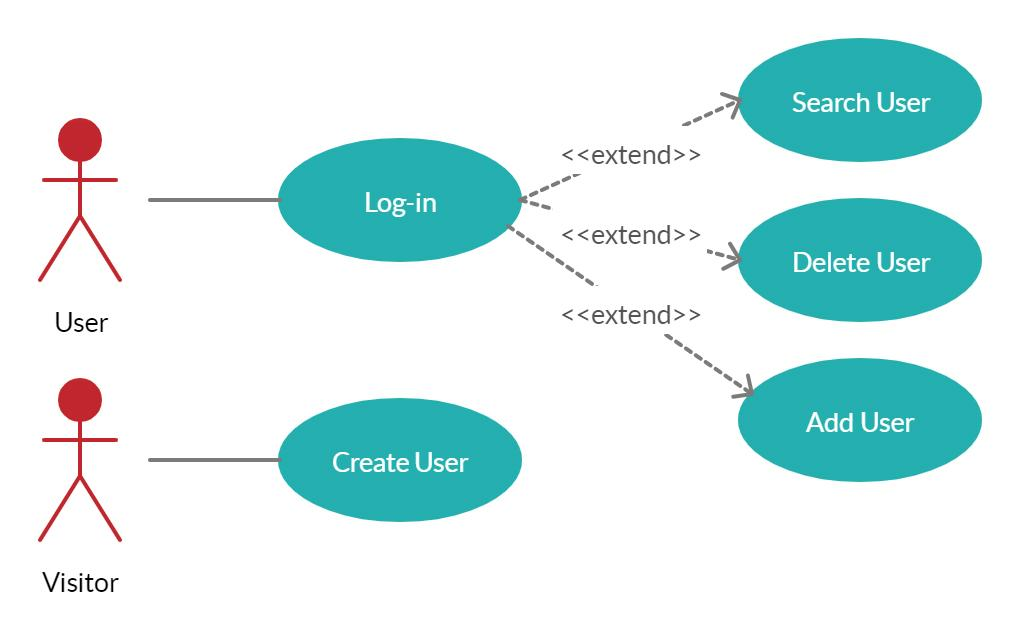 Search User
<<extend>>
Log-in
<<extend>>
Delete User
<<extend>>
User
Add User
Create User
Visitor